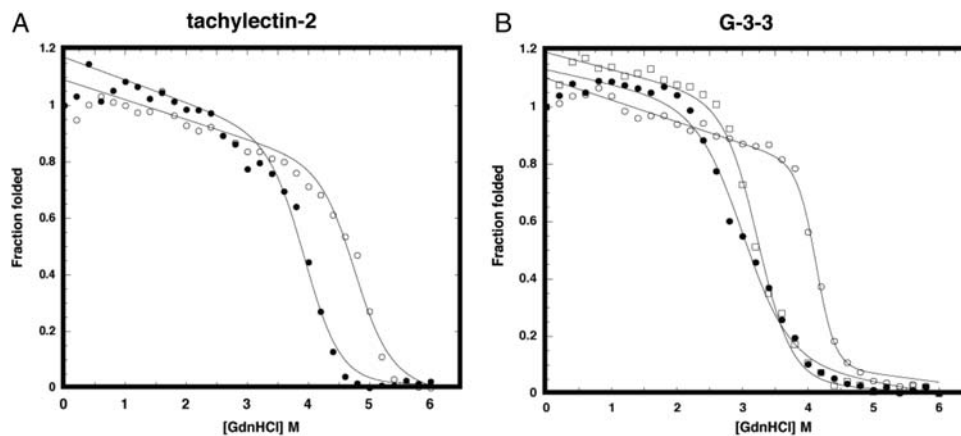 A
tachylectin-2
Fraction folded
1.2
1
0.8
0.6
0.4
0.2
0
0 1 2 3 4 5 6
[GdnHCl] M
B
G-3-3
Fraction folded
1.2
1
0.8
0.6
0.4
0.2
0
0 1 2 3 4 5 6
[GdnHCl] M